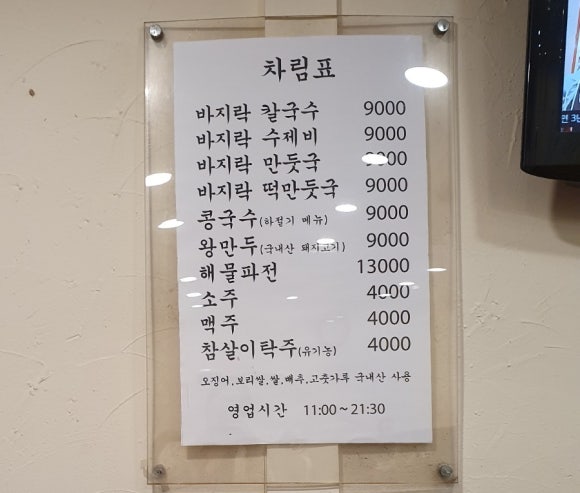 차림표
바지락 칼국수 9000
바지락 수제비 9000
바지락 만둣국 9000
바지락 떡만둣국 9000
콩국수(하절기 메뉴) 9000
왕만두(국내산 돼지고기) 9000
해물파전 13000
소주 4000
맥주 4000
참살이탁주(유기농) 4000
오징어,보리쌀,쌀,배추,고춧가루 국내산 사용
영업시간 11:00~21:30